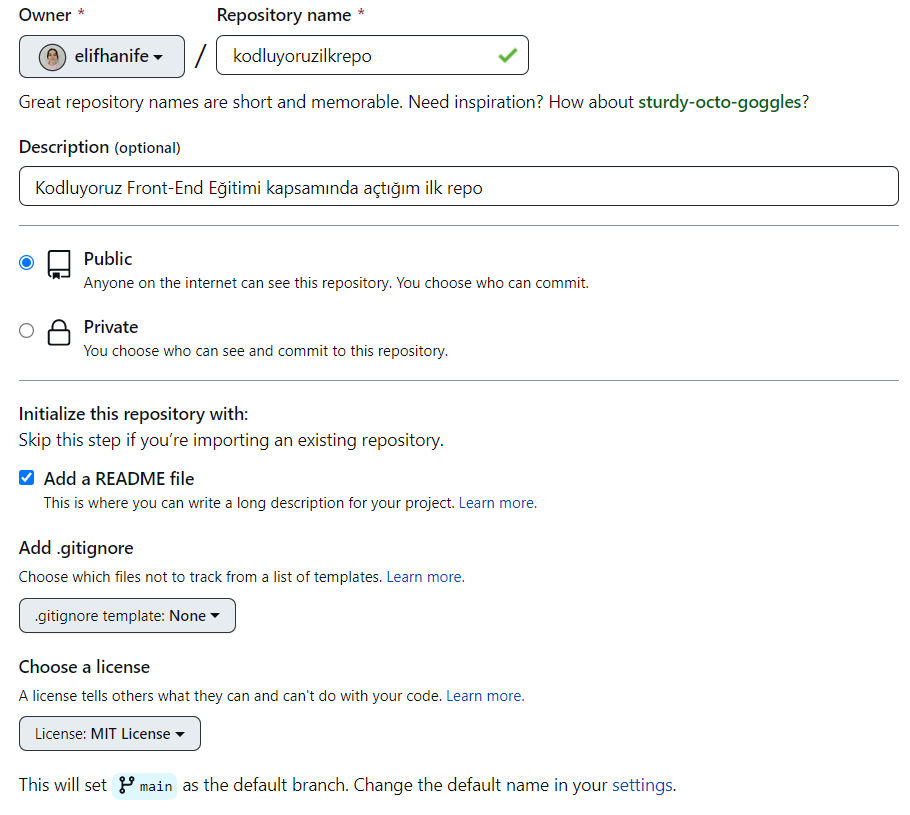 Owner * Repository name *
elifhanife / kodluyoruzilkrepo
Great repository names are short and memorable. Need inspiration? How about sturdy-octo-goggles?
Description (optional)
Kodluyoruz Front-End Eğitimi kapsamında açtığım ilk repo
Public
Anyone on the internet can see this repository. You choose who can commit.
Private
You choose who can see and commit to this repository.
Initialize this repository with:
Skip this step if you’re importing an existing repository.
Add a README file
This is where you can write a long description for your project. Learn more.
Add .gitignore
Choose which files not to track from a list of templates. Learn more.
.gitignore template: None
Choose a license
A license tells others what they can and can't do with your code. Learn more.
License: MIT License
This will set main as the default branch. Change the default name in your settings.